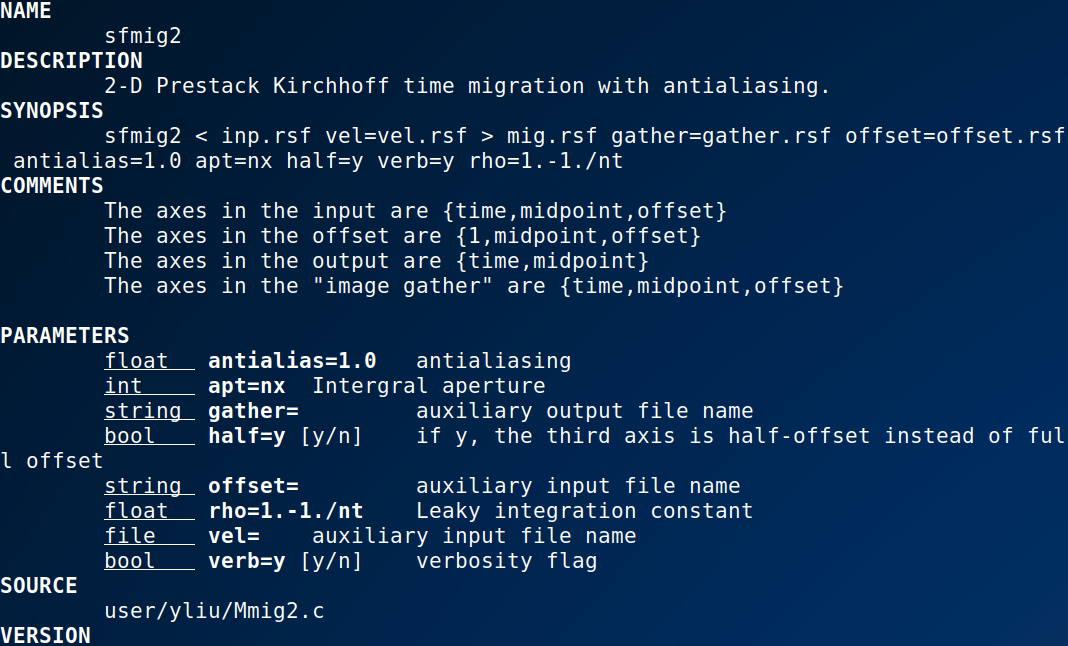 NAME
sfmig2
DESCRIPTION
2-D Prestack Kirchhoff time migration with antialiasing.
SYNOPSIS
sfmig2 < inp.rsf vel=vel.rsf > mig.rsf gather=gather.rsf offset=offset.rsf
antialias=1.0 apt=nx half=y verb=y rho=1.-1./nt
COMMENTS
The axes in the input are {time,midpoint,offset}
The axes in the offset are {1,midpoint,offset}
The axes in the output are {time,midpoint}
The axes in the "image gather" are {time,midpoint,offset}
PARAMETERS
float antialias=1.0 antialiasing
int apt=nx Intergral aperture
string gather= auxiliary output file name
bool half=y [y/n] if y, the third axis is half-offset instead of ful
l offset
string offset= auxiliary input file name
float rho=1.-1./nt Leaky integration constant
file vel= auxiliary input file name
bool verb=y [y/n] verbosity flag
SOURCE
user/yliu/Mmig2.c
VERSION